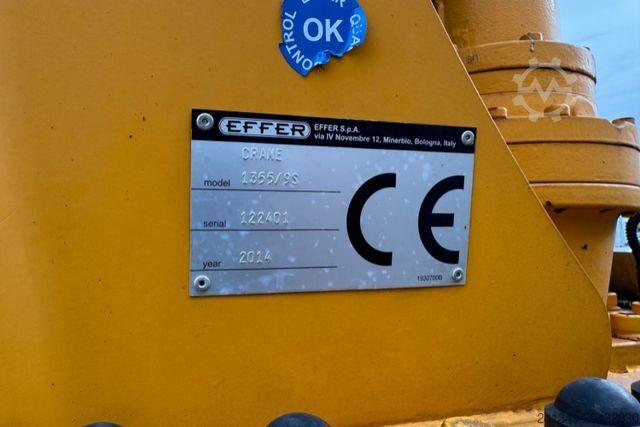 CONTROL
OK
EFFER
EFFER S.p.A.
via IV Novembre 12, Minerbio, Bologna, Italy
CRANE
model 1355/9S
serial 122401
year 2014
CE